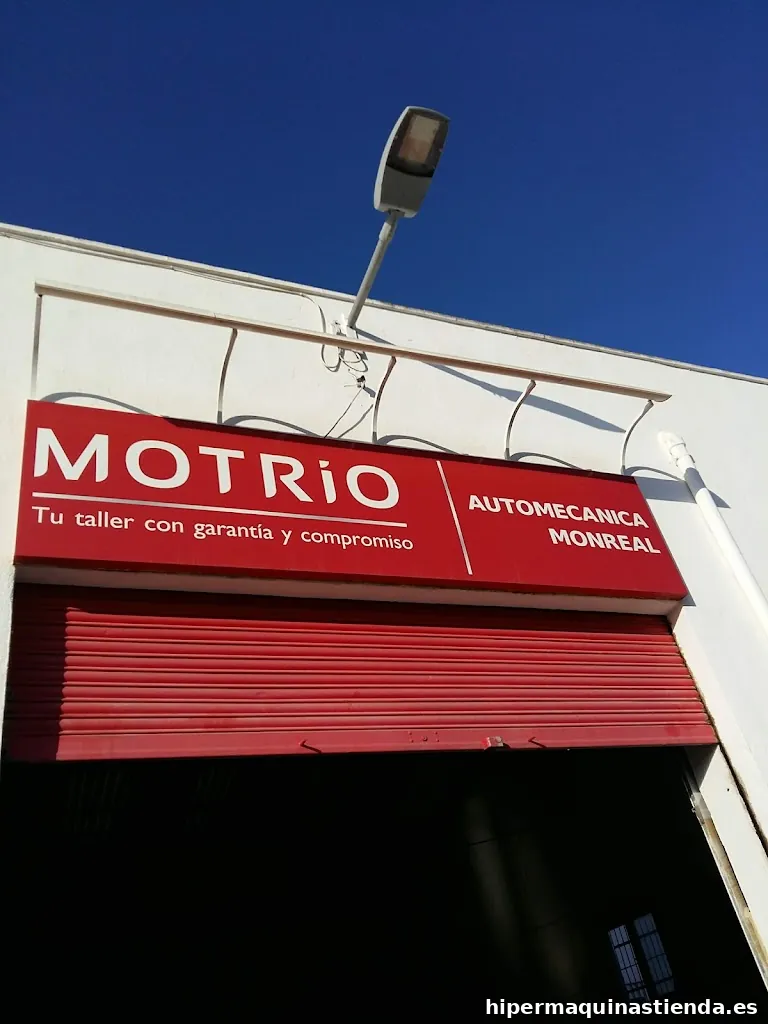 MOTRiO
Tu taller con garantía y compromiso
AUTOMECANICA
MONREAL
hipermaquinastienda.es